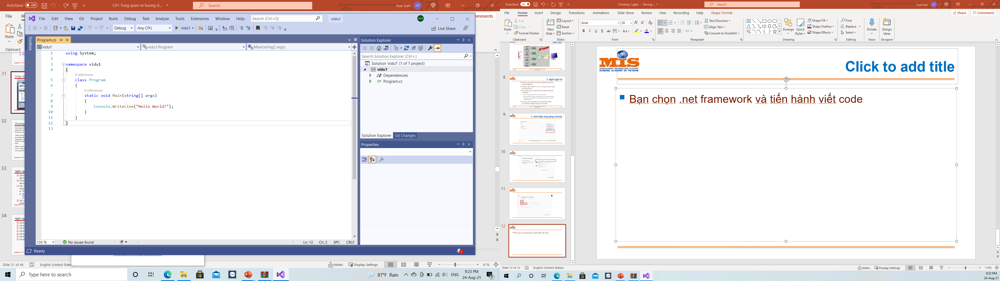 AutoSave Off
C01-Tong quan ve huong d...
Search
hue tran
HT
File
Comments
Paste
Clipboard
File Edit View Git Project Build Debug Test Analyze Tools Extensions Window Help
Search (Ctrl+Q)
vidu1
HH
Debug
Any CPU
vidu1
Live Share
Toolbox
Program.cs
vidu1
vidu1.Program
Main(string[] args)
1 using System;
2
3 namespace vidu1
4 {
0 references
5 class Program
6 {
0 references
7 static void Main(string[] args)
8 {
9 Console.WriteLine("Hello World!");
10 }
11 }
12 }
13
100 %
No issues found
Ln: 12 Ch: 2 SPC CRLF
Ready
Solution Explorer
Search Solution Explorer (Ctrl+;)
Solution 'vidu1' (1 of 1 project)
vidu1
Dependencies
Program.cs
Solution Explorer Git Changes
Properties
31
32
33
34
Slide 31 of 46
English (United States)
Notes
Display Settings
81%
Type here to search
87°F Rain
ENG
9:23 PM
24-Aug-21
7
AutoSave On
Chương 1.pptx - Saving...
Search
hue tran
HT
File Home Insert Design Transitions Animations Slide Show Review View Recording Help Shape Format
Share
Comments
Paste
Cut
Copy
Format Painter
Clipboard
New Slide
Layout
Reset
Section
Slides
Arial
28
Font
Text Direction
Align Text
Convert to SmartArt
Paragraph
Arrange
Quick Styles
Shape Fill
Shape Outline
Shape Effects
Drawing
Find
Replace
Select
Editing
Dictate
Voice
Design Ideas
Designer
8
3. Ngôn ngữ C#
9
4. Giới thiệu ứng dụng console
10
11
12
Bạn chọn .net framework và tiến hành viết code
MIS
MANAGEMENT INFORMATION SYSTEMS
BANKING ACADEMY OF VIETNAM
Click to add title
Bạn chọn .net framework và tiến hành viết code
Slide 12 of 12
English (United States)
Notes
Display Settings
114%
9:23 PM
24-Aug-21